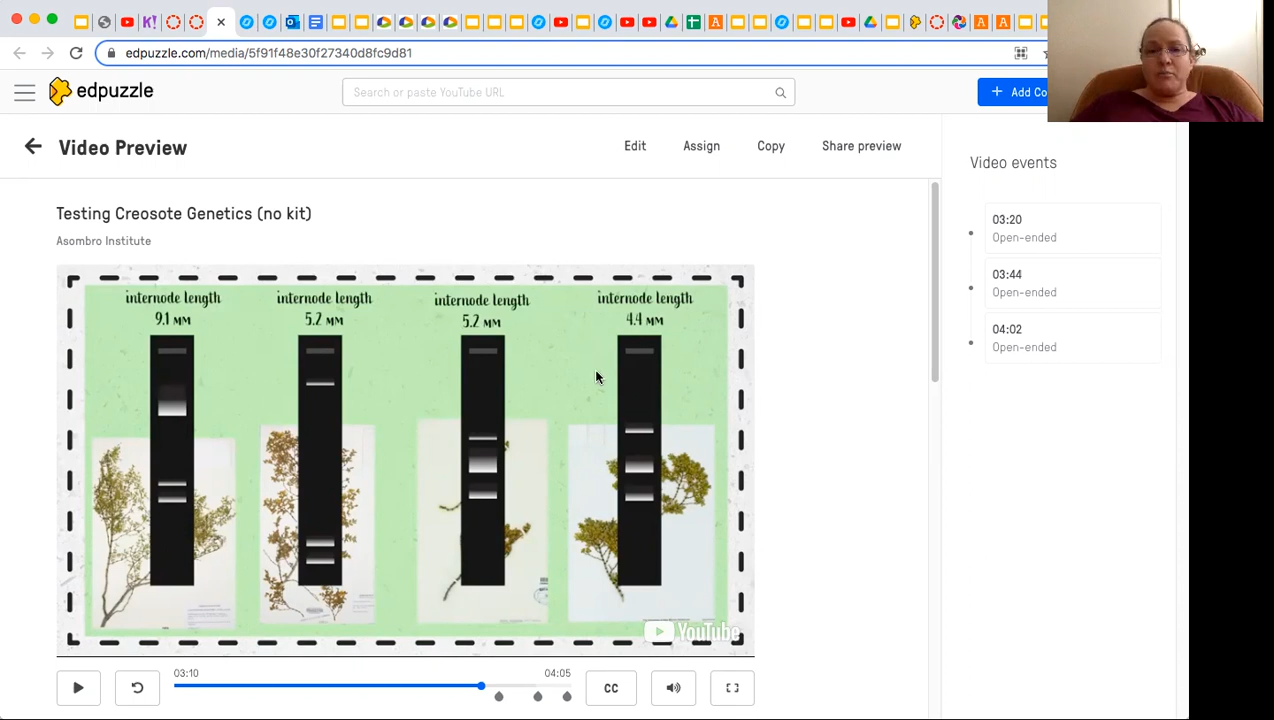 edpuzzle.com/media/5f91f48e30f27340d8fc9d81
edpuzzle
Search or paste YouTube URL
+ Add Co
Video Preview
Edit
Assign
Copy
Share preview
Video events
Testing Creosote Genetics (no kit)
Asombro Institute
03:20
Open-ended
03:44
Open-ended
04:02
Open-ended
internode length
9.1 MM
internode length
5.2 MM
internode length
5.2 MM
internode length
4.4 MM
YouTube
03:10
04:05
CC